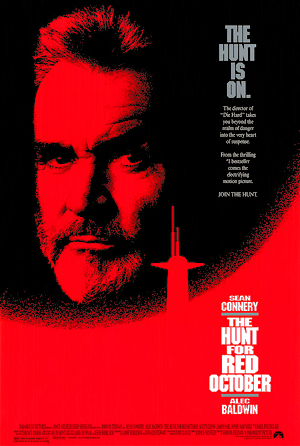 THE
HUNT
IS
ON.
The director of
"Die Hard" takes
you beyond the
realm of danger
into the very heart
of suspense.
From the thrilling
#1 bestseller
comes the
electrifying
motion picture.
JOIN THE HUNT.
SEAN
CONNERY
THE
HUNT
FOR
RED
OCTOBER
ALEC
BALDWIN